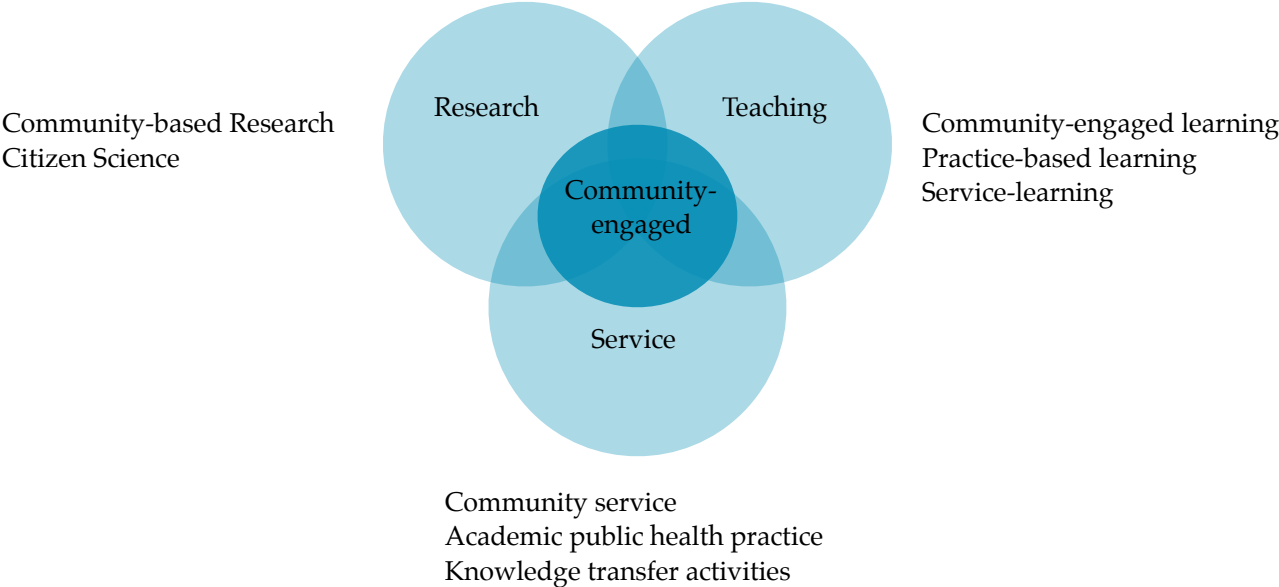 Research
Teaching
Community-based Research
Citizen Science
Community-engaged learning
Practice-based learning
Service-learning
Community-
engaged
Service
Community service
Academic public health practice
Knowledge transfer activities